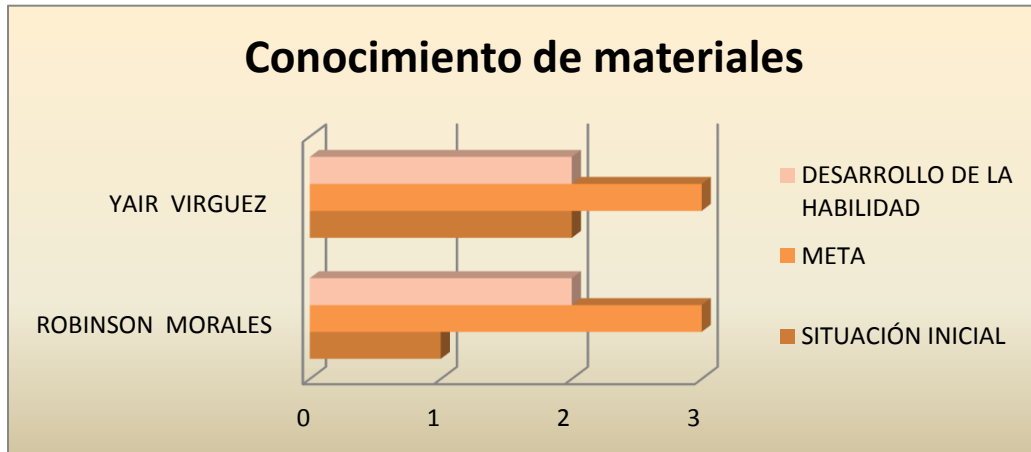 Conocimiento de materiales
YAIR VIRGUEZ
ROBINSON MORALES
0 1 2 3
DESARROLLO DE LA
HABILIDAD
META
SITUACIÓN INICIAL